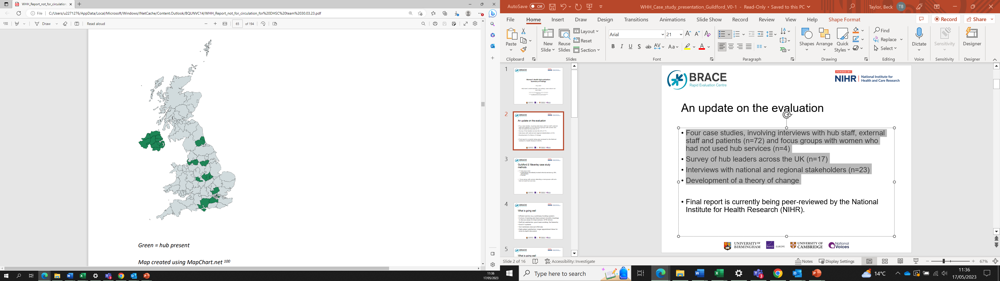 WHH_Report_not_for_circulation_
File
C:/Users/u2271276/AppData/Local/Microsoft/Windows/INetCache/Content.Outlook/BQUNVC14/WHH_Report_not_for_circulation_for%20DHSC%20team%2030.03.23.pdf
Draw
Read aloud
65
of 194
Green = hub present
Map created using MapChart.net 100
11:36
17/05/2023
AutoSave
Off
WHH_Case_study_presentation_Guildford_V0-1 - Read-Only • Saved to this PC
Taylor, Beck
TB
File
Home
Insert
Draw
Design
Transitions
Animations
Slide Show
Record
Review
View
Help
Shape Format
Record
Share
Paste
Clipboard
New
Slide
Reuse
Slides
Layout
Reset
Section
Slides
Arial
21
B I U S ab AV Aa A
Font
Paragraph
Shapes
Arrange
Quick
Styles
Drawing
Find
Replace
Select
Editing
Dictate
Voice
Sensitivity
Sensitivity
Designer
Designer
1
BRACE
Women's Health Hub evaluation:
Summary of findings
2
BRACE
An update on the evaluation
3
BRACE
Guildford & Waverley case study
methods
4
BRACE
What is going well
5
BRACE
What is going well
BRACE
Rapid Evaluation Centre
FUNDED BY
NIHR
National Institute for
Health and Care Research
An update on the evaluation
• Four case studies, involving interviews with hub staff, external
staff and patients (n=72) and focus groups with women who
had not used hub services (n=4)
• Survey of hub leaders across the UK (n=17)
• Interviews with national and regional stakeholders (n=23)
• Development of a theory of change
• Final report is currently being peer-reviewed by the National
Institute for Health Research (NIHR).
UNIVERSITY OF
BIRMINGHAM
RAND
EUROPE
UNIVERSITY OF
CAMBRIDGE
National
Voices
Slide 2 of 16
Accessibility: Investigate
Notes
Display Settings
67%
Type here to search
14°C
11:36
17/05/2023